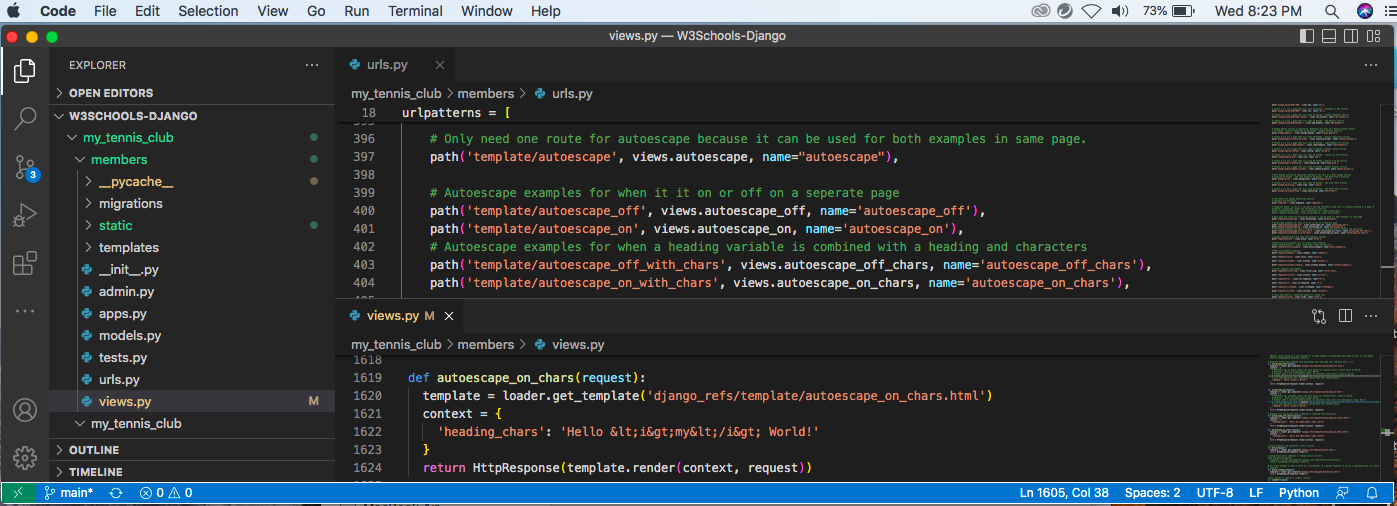 Code File Edit Selection View Go Run Terminal Window Help 73% Wed 8:23 PM
views.py — W3Schools-Django
EXPLORER
OPEN EDITORS
W3SCHOOLS-DJANGO
my_tennis_club
members
__pycache__
migrations
static
templates
__init__.py
admin.py
apps.py
models.py
tests.py
urls.py
views.py M
my_tennis_club
OUTLINE
TIMELINE
3
urls.py
my_tennis_club > members > urls.py
18 urlpatterns = [
396 # Only need one route for autoescape because it can be used for both examples in same page.
397 path('template/autoescape', views.autoescape, name="autoescape"),
398
399 # Autoescape examples for when it it on or off on a seperate page
400 path('template/autoescape_off', views.autoescape_off, name='autoescape_off'),
401 path('template/autoescape_on', views.autoescape_on, name='autoescape_on'),
402 # Autoescape examples for when a heading variable is combined with a heading and characters
403 path('template/autoescape_off_with_chars', views.autoescape_off_chars, name='autoescape_off_chars'),
404 path('template/autoescape_on_with_chars', views.autoescape_on_chars, name='autoescape_on_chars'),
views.py M
my_tennis_club > members > views.py
1618
1619 def autoescape_on_chars(request):
1620 template = loader.get_template('django_refs/template/autoescape_on_chars.html')
1621 context = {
1622 'heading_chars': 'Hello &lt;i&gt;my&lt;/i&gt; World!'
1623 }
1624 return HttpResponse(template.render(context, request))
main* 0 0 Ln 1605, Col 38 Spaces: 2 UTF-8 LF Python